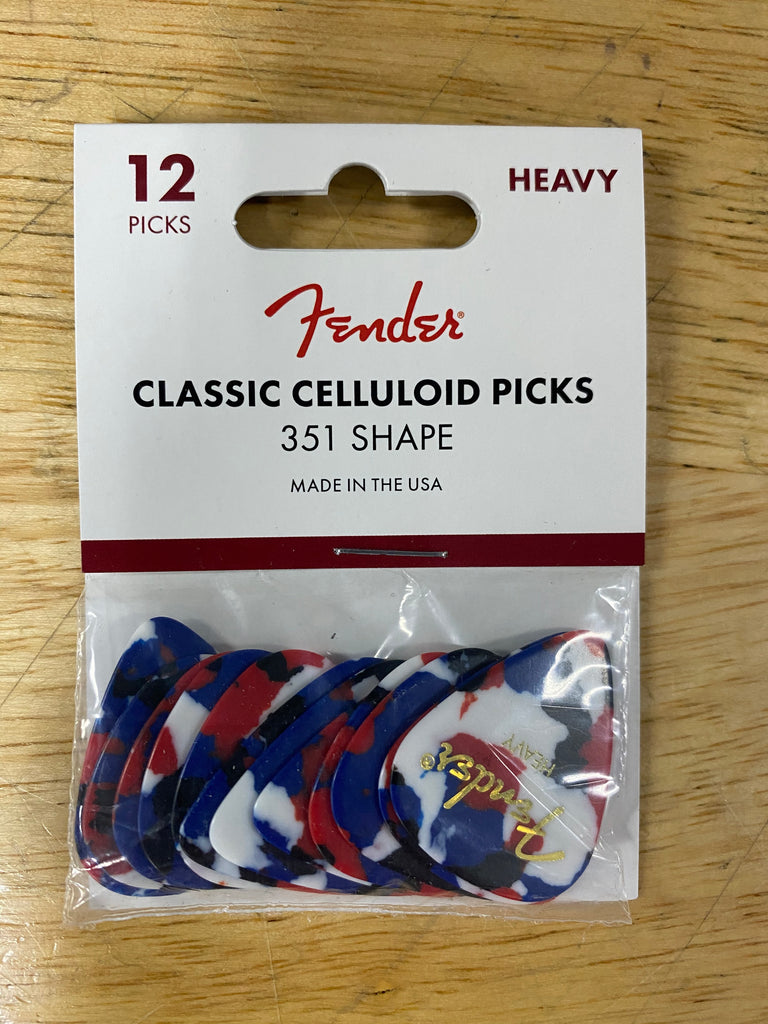 12
PICKS
HEAVY
Fender®
CLASSIC CELLULOID PICKS
351 SHAPE
MADE IN THE USA
Fender®
HEAVY